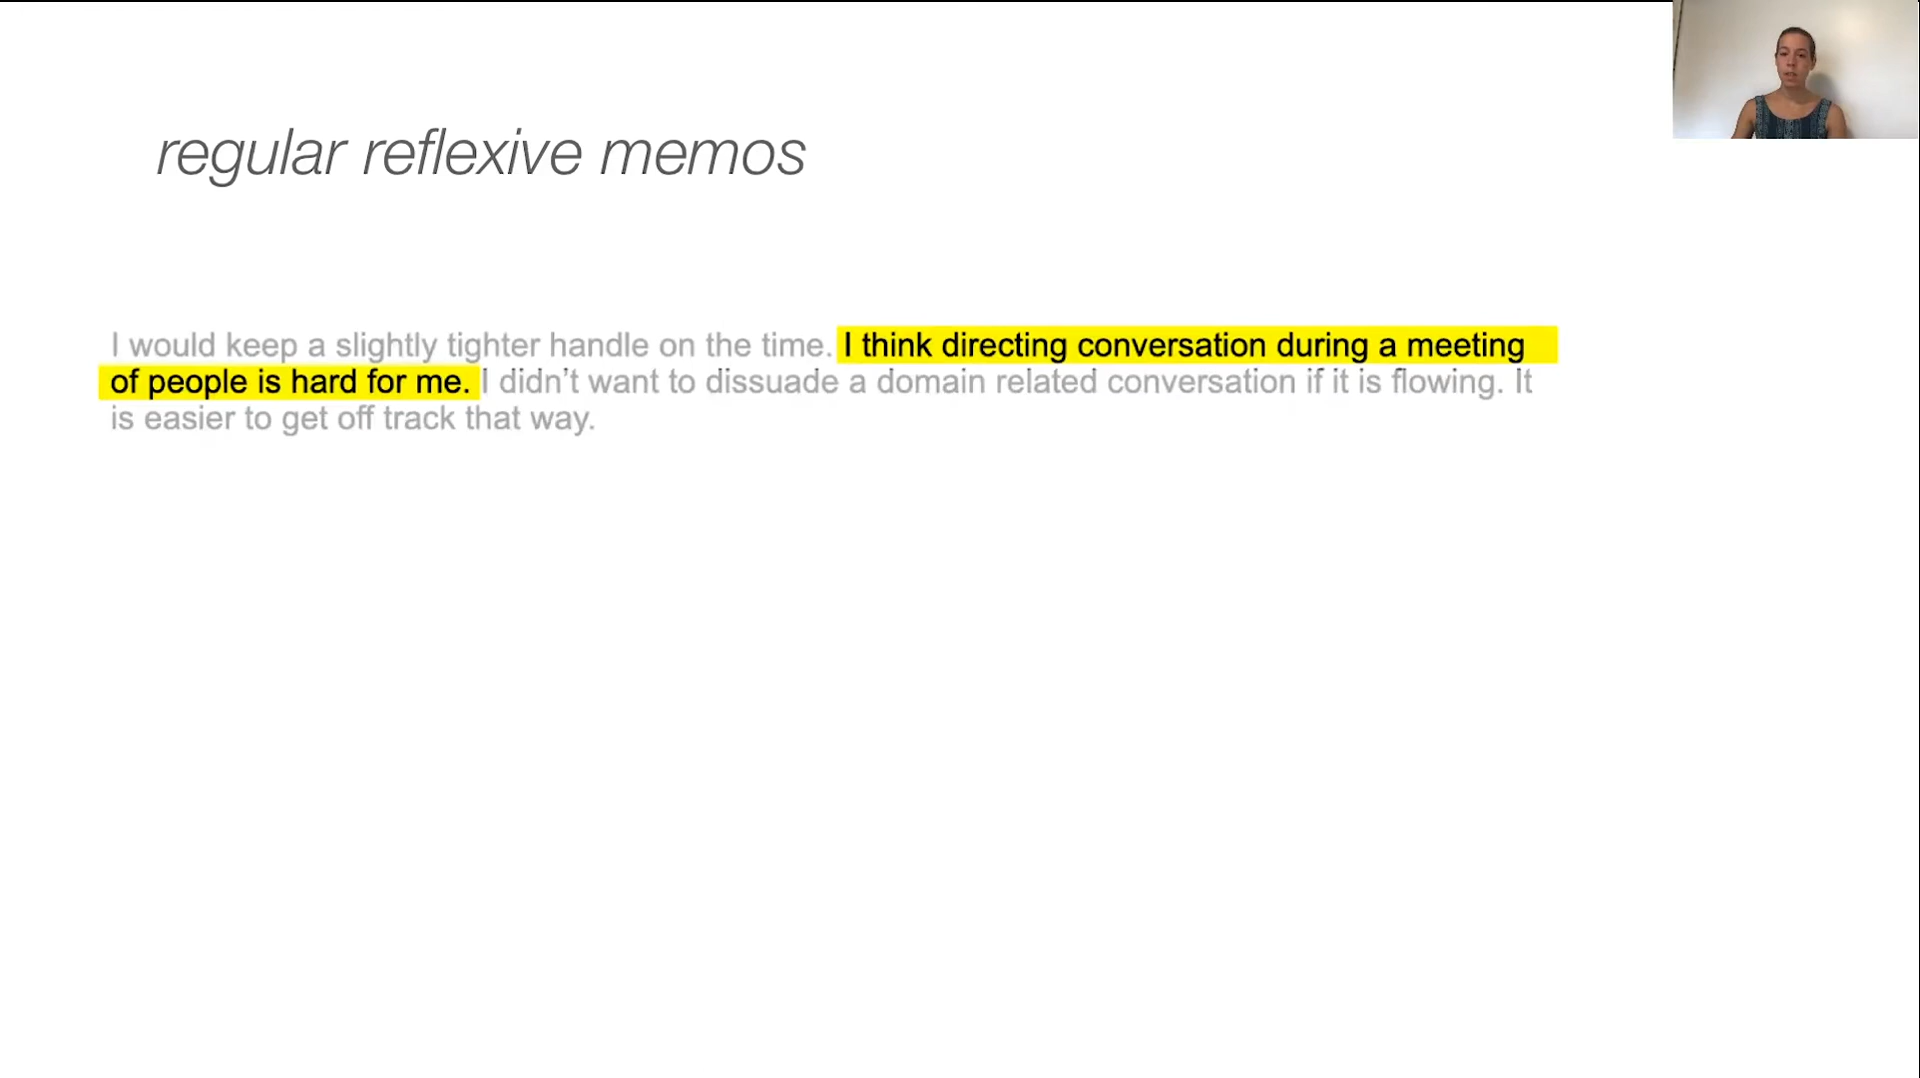 regular reflexive memos
I would keep a slightly tighter handle on the time. I think directing conversation during a meeting
of people is hard for me. I didn't want to dissuade a domain related conversation if it is flowing. It
is easier to get off track that way.